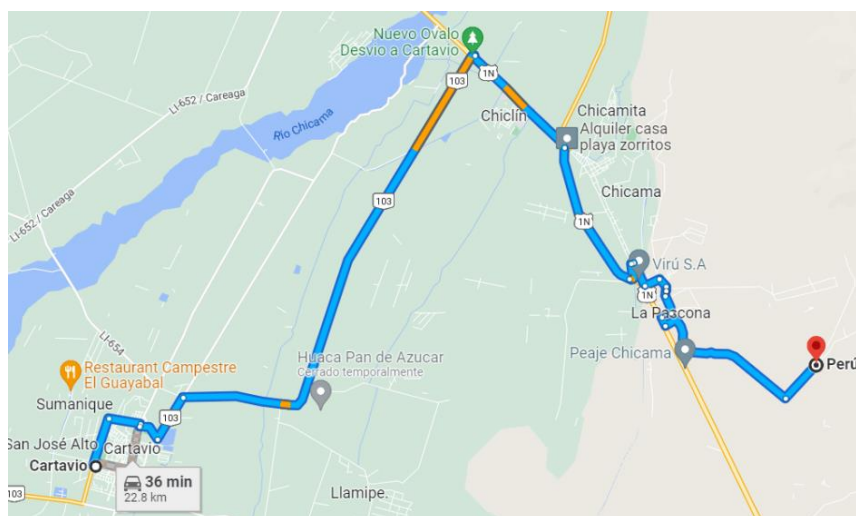 Nuevo Ovalo
Desvio a Cartavio
1N
103
LI-652 / Careaga
Río Chicama
Chiclín
Chicamita
Alquiler casa
playa zorritos
Chicama
103
1N
LI-652 / Careaga
Virú S.A
1N
La Pascona
LI-654
Huaca Pan de Azucar
Cerrado temporalmente
Peaje Chicama
Perú
Restaurant Campestre
El Guayabal
Sumanique
103
San José Alto
Cartavio
Cartavio
36 min
22.8 km
103
Llamipe.